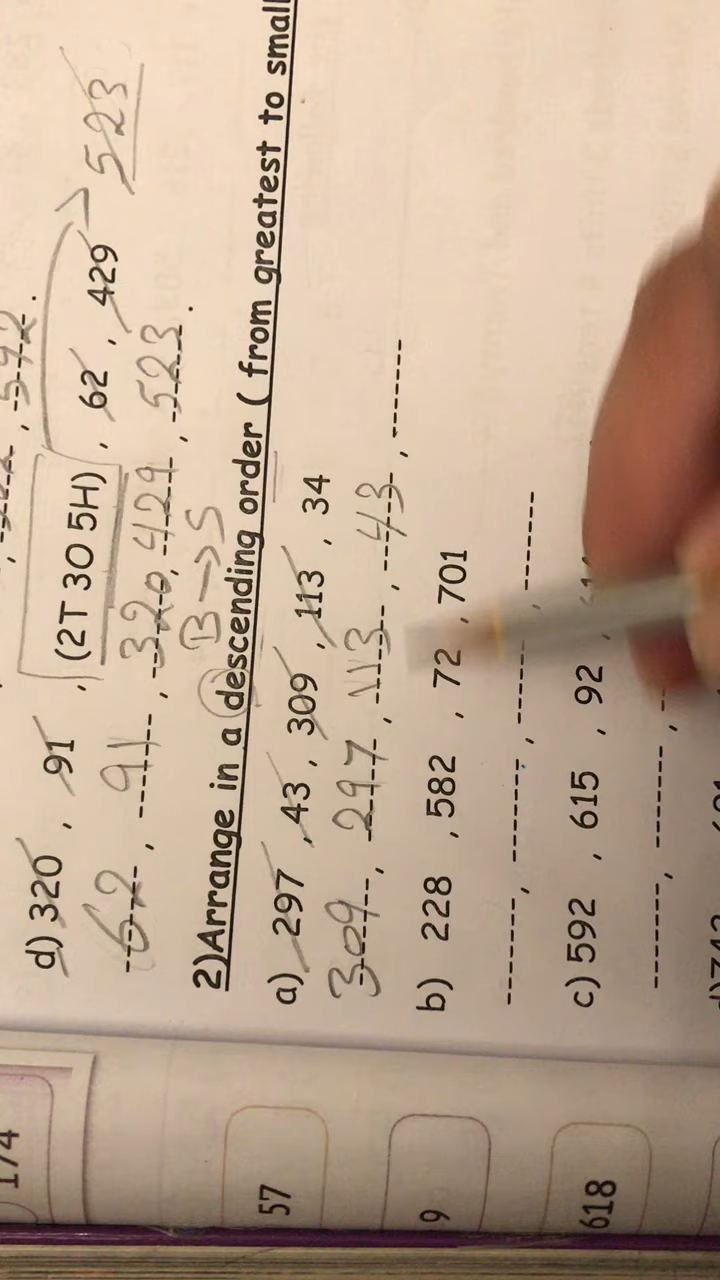 d) 320 , 91 , (2T 3O 5H) , 62 , 429 > 523
62 , 91 , 320 , 429 , 523 .
B → S
2)Arrange in a descending order ( from greatest to small
a) 297 , 43 , 309 , 113 , 34
309 , 297 , 113 , 43 , --------
b) 228 , 582 , 72 , 701
--------, --------, --------, --------
c) 592 , 615 , 92 ,
--------, --------,
174
57
9
618